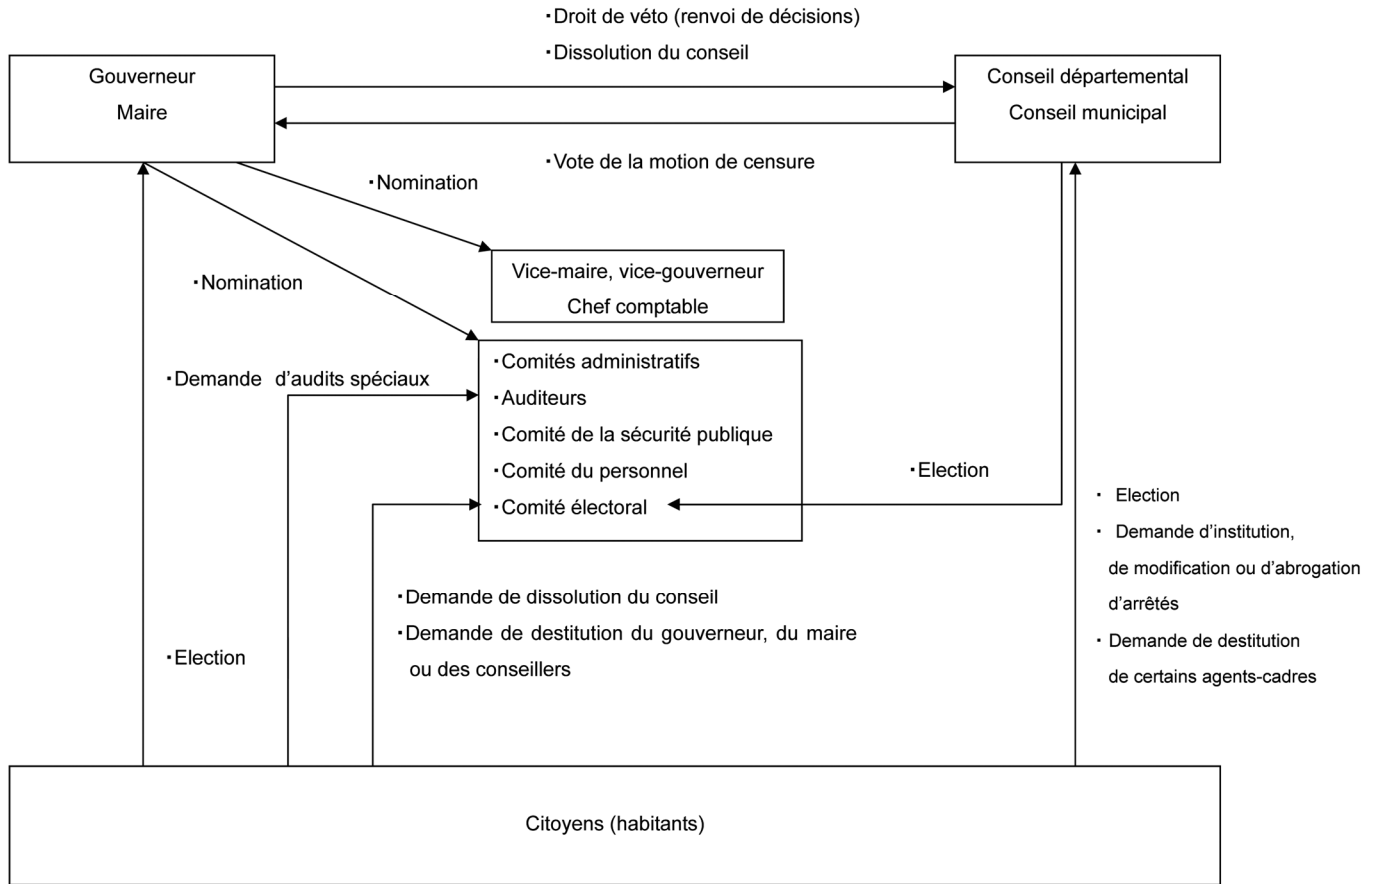 ・Droit de véto (renvoi de décisions)
・Dissolution du conseil
Gouverneur
Maire
Conseil départemental
Conseil municipal
・Vote de la motion de censure
・Nomination
Vice-maire, vice-gouverneur
Chef comptable
・Nomination
・Comités administratifs
・Auditeurs
・Comité de la sécurité publique
・Comité du personnel
・Comité électoral
・Demande d’audits spéciaux
・Election
・ Election
・ Demande d’institution,
de modification ou d’abrogation
d’arrêtés
・ Demande de destitution
de certains agents-cadres
・Demande de dissolution du conseil
・Demande de destitution du gouverneur, du maire
ou des conseillers
・Election
Citoyens (habitants)